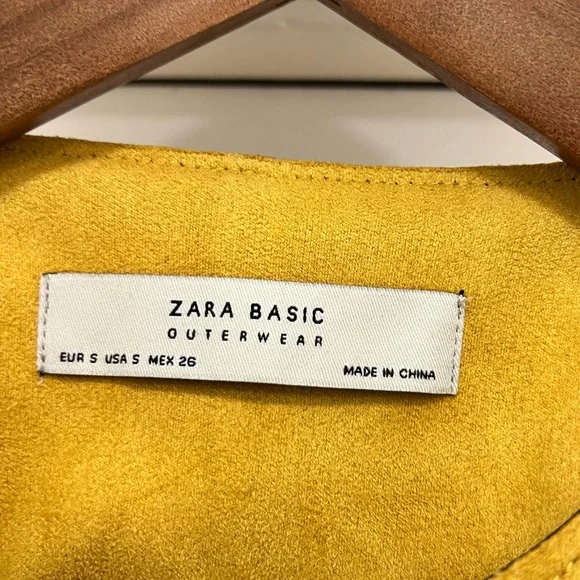 ZARA BASIC
OUTERWEAR
EUR S USA S MEX 26
MADE IN CHINA